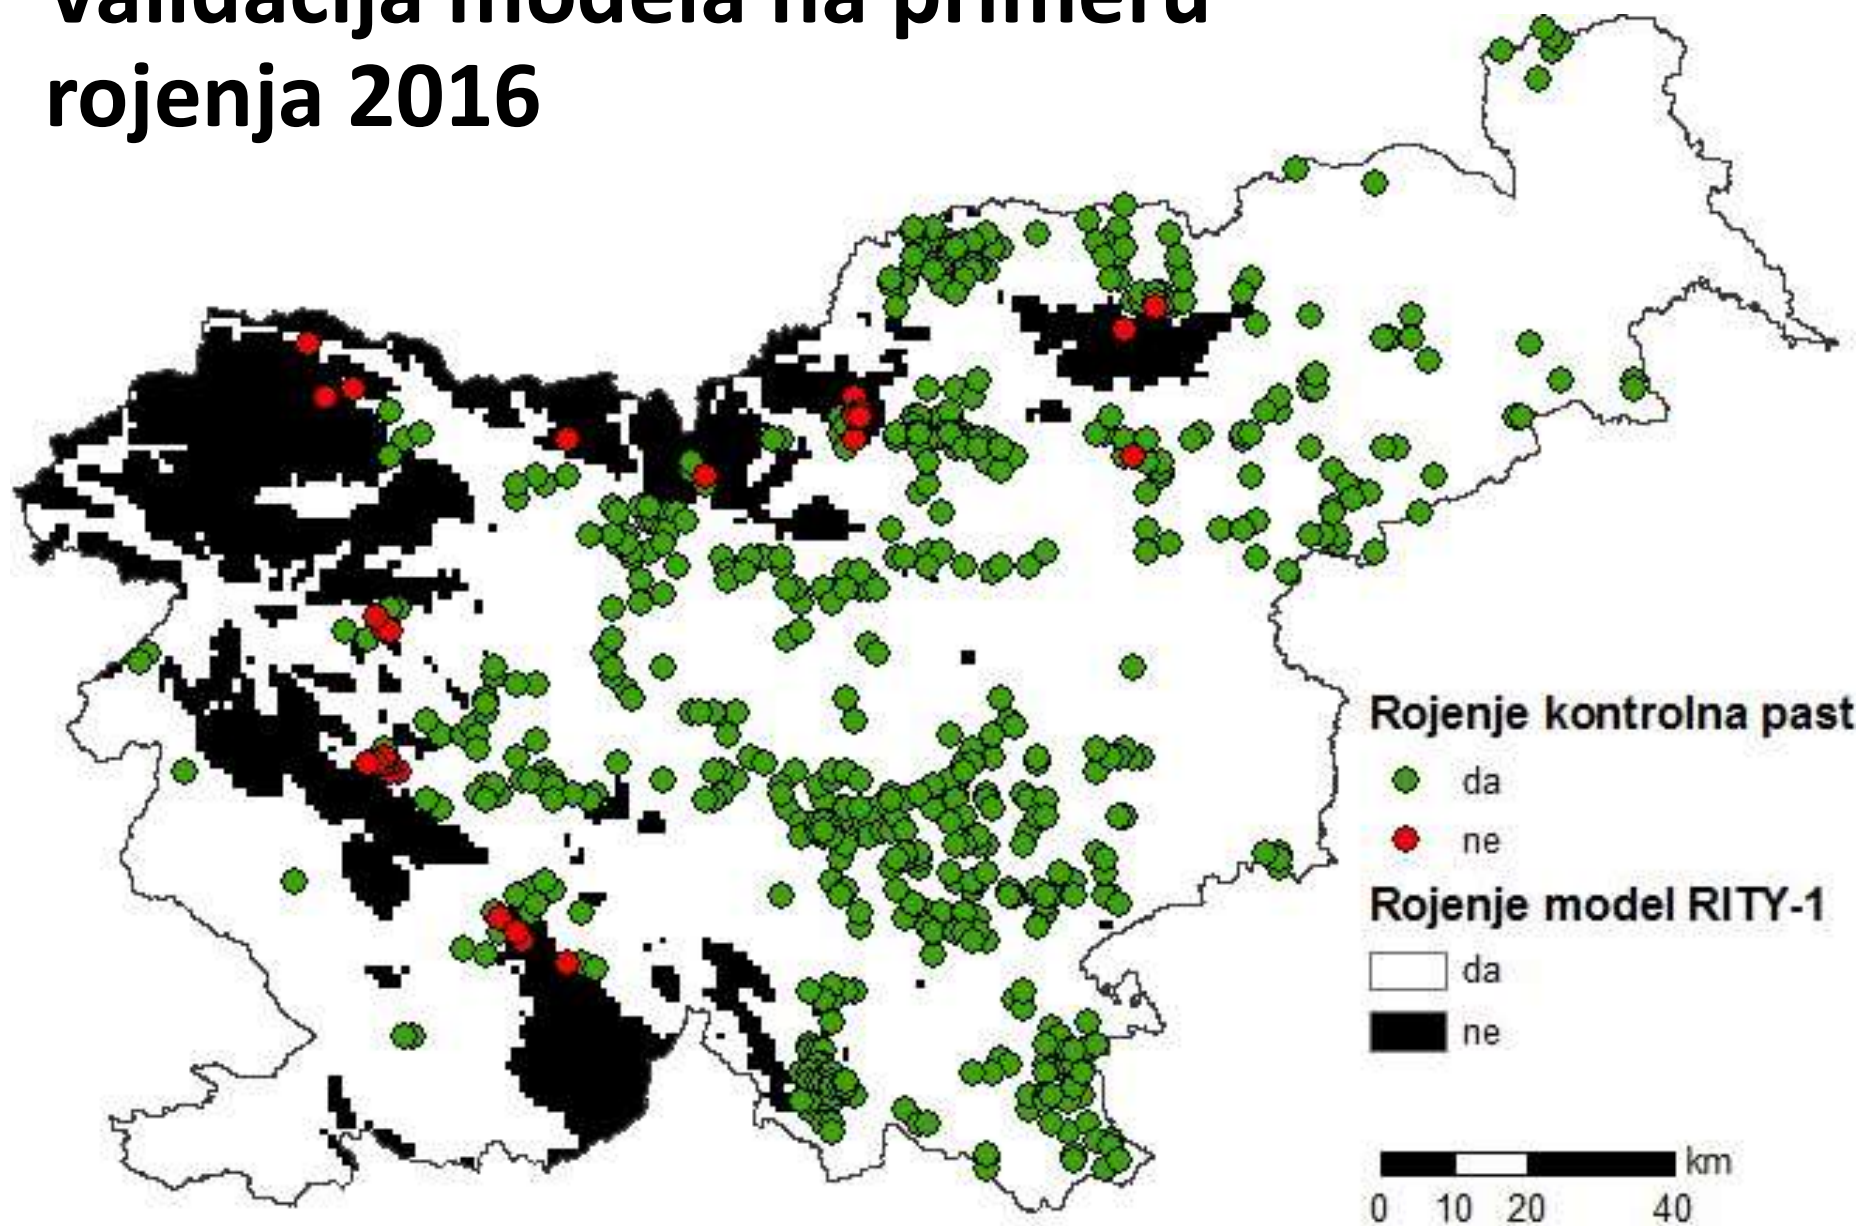 Validacija modela na primeru
rojenja 2016
Rojenje kontrolna past
da
ne
Rojenje model RITY-1
da
ne
km
0 10 20 40